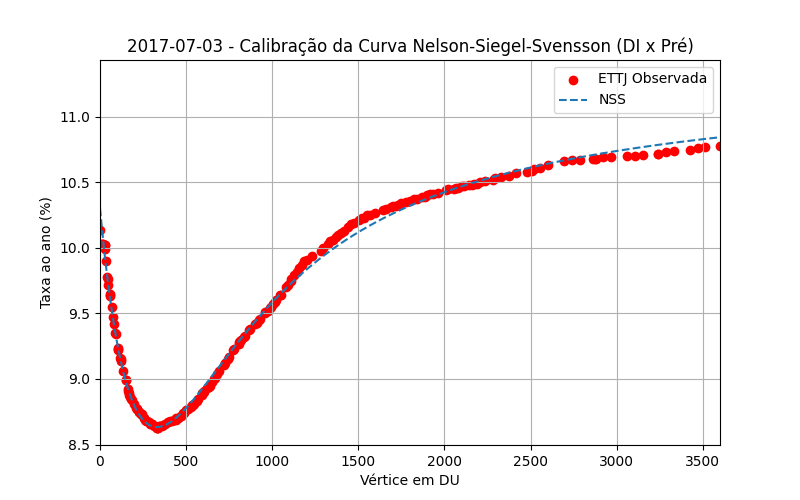 2017-07-03 - Calibração da Curva Nelson-Siegel-Svensson (DI x Pré)
ETTJ Observada
NSS
Taxa ao ano (%)
11.0
10.5
10.0
9.5
9.0
8.5
0 500 1000 1500 2000 2500 3000 3500
Vértice em DU